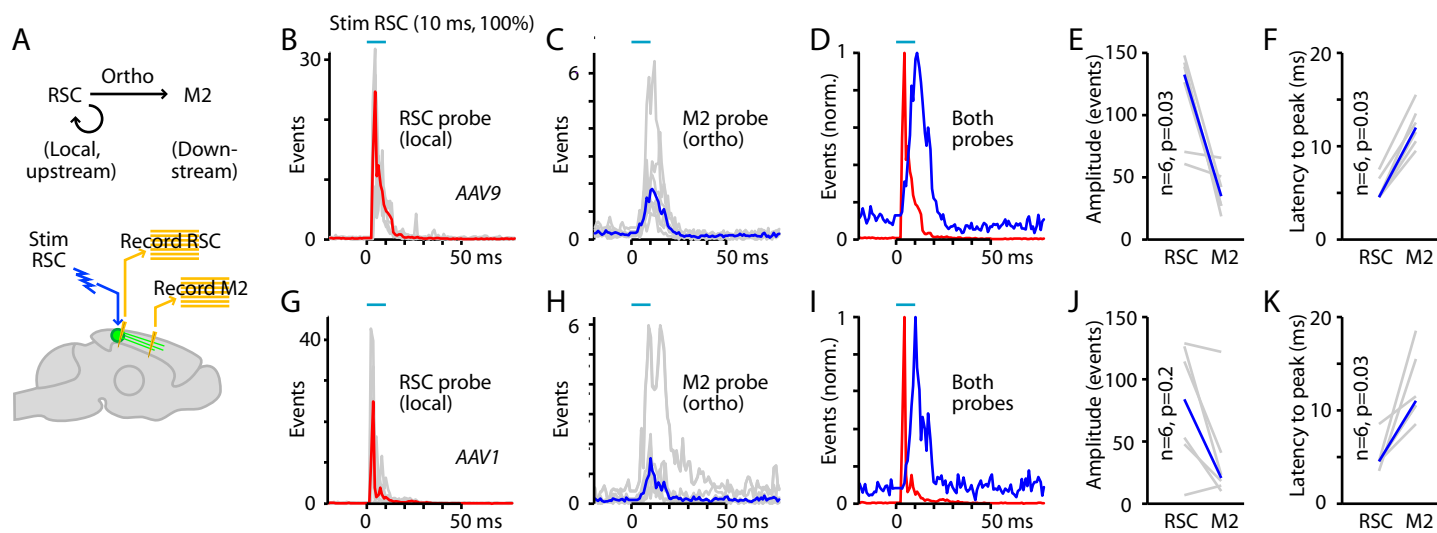 Stim RSC (10 ms, 100%)
A
Ortho
RSC
M2
(Local,
upstream)
(Down-
stream)
Stim
RSC
Record RSC
Record M2
B
30
0
Events
RSC probe
(local)
AAV9
0
50 ms
C
6
0
Events
M2 probe
(ortho)
0
50 ms
D
1
0
Events (norm.)
Both
probes
0
50 ms
E
150
100
50
0
Amplitude (events)
n=6, p=0.03
RSC M2
F
20
10
0
Latency to peak (ms)
n=6, p=0.03
RSC M2
G
40
0
Events
RSC probe
(local)
AAV1
0
50 ms
H
6
0
Events
M2 probe
(ortho)
0
50 ms
I
1
0
Events (norm.)
Both
probes
0
50 ms
J
150
100
50
0
Amplitude (events)
n=6, p=0.2
RSC M2
K
20
10
0
Latency to peak (ms)
n=6, p=0.03
RSC M2